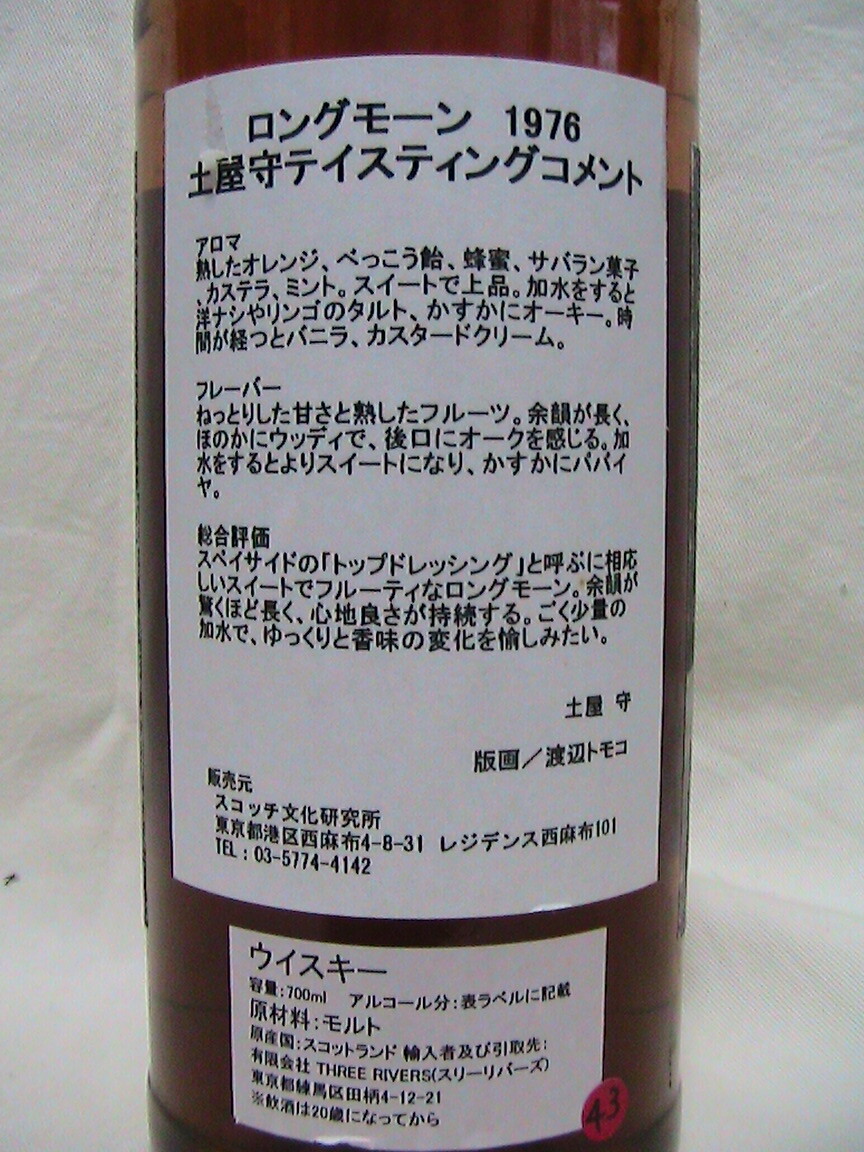 ロングモーン 1976
土屋守テイスティングコメント
アロマ
熟したオレンジ、べっこう飴、蜂蜜、サバラン菓子
、カステラ、ミント。スイートで上品。加水をすると
洋ナシやリンゴのタルト、かすかにオーキー。時
間が経つとバニラ、カスタードクリーム。
フレーバー
ねっとりした甘さと熟したフルーツ。余韻が長く、
ほのかにウッディで、後口にオークを感じる。加
水をするとよりスイートになり、かすかにパパイ
ヤ。
総合評価
スペイサイドの「トップドレッシング」と呼ぶに相応
しいスイートでフルーティなロングモーン。余韻が
驚くほど長く、心地良さが持続する。ごく少量の
加水で、ゆっくりと香味の変化を愉しみたい。
土屋 守
版画／渡辺トモコ
販売元
スコッチ文化研究所
東京都港区西麻布4-8-31 レジデンス西麻布101
TEL：03-5774-4142
ウイスキー
容量：700ml アルコール分：表ラベルに記載
原材料：モルト
原産国：スコットランド 輸入者及び引取先：
有限会社 THREE RIVERS(スリーリバーズ)
東京都練馬区田柄4-12-21
※飲酒は20歳になってから
43